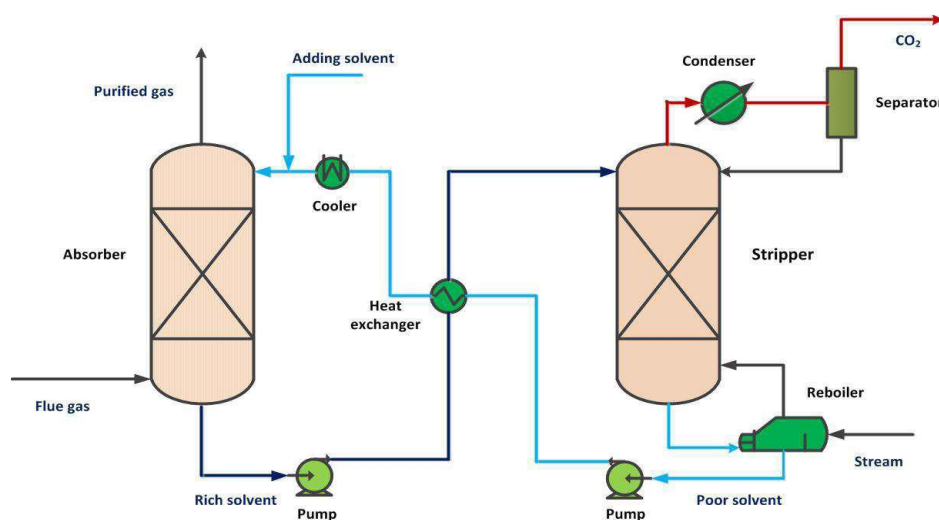 Adding solvent
CO₂
Condenser
Purified gas
Separator
Cooler
Absorber
Stripper
Heat
exchanger
Flue gas
Reboiler
Stream
Rich solvent
Poor solvent
Pump
Pump